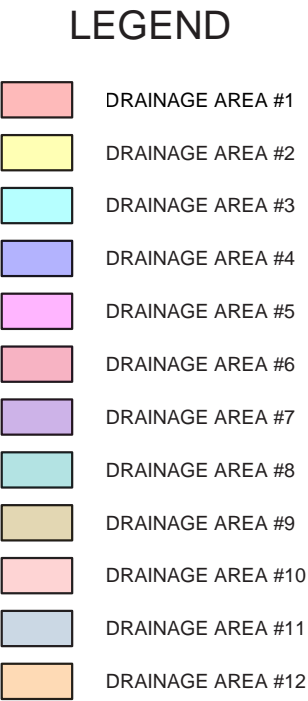 LEGEND
DRAINAGE AREA #1
DRAINAGE AREA #2
DRAINAGE AREA #3
DRAINAGE AREA #4
DRAINAGE AREA #5
DRAINAGE AREA #6
DRAINAGE AREA #7
DRAINAGE AREA #8
DRAINAGE AREA #9
DRAINAGE AREA #10
DRAINAGE AREA #11
DRAINAGE AREA #12